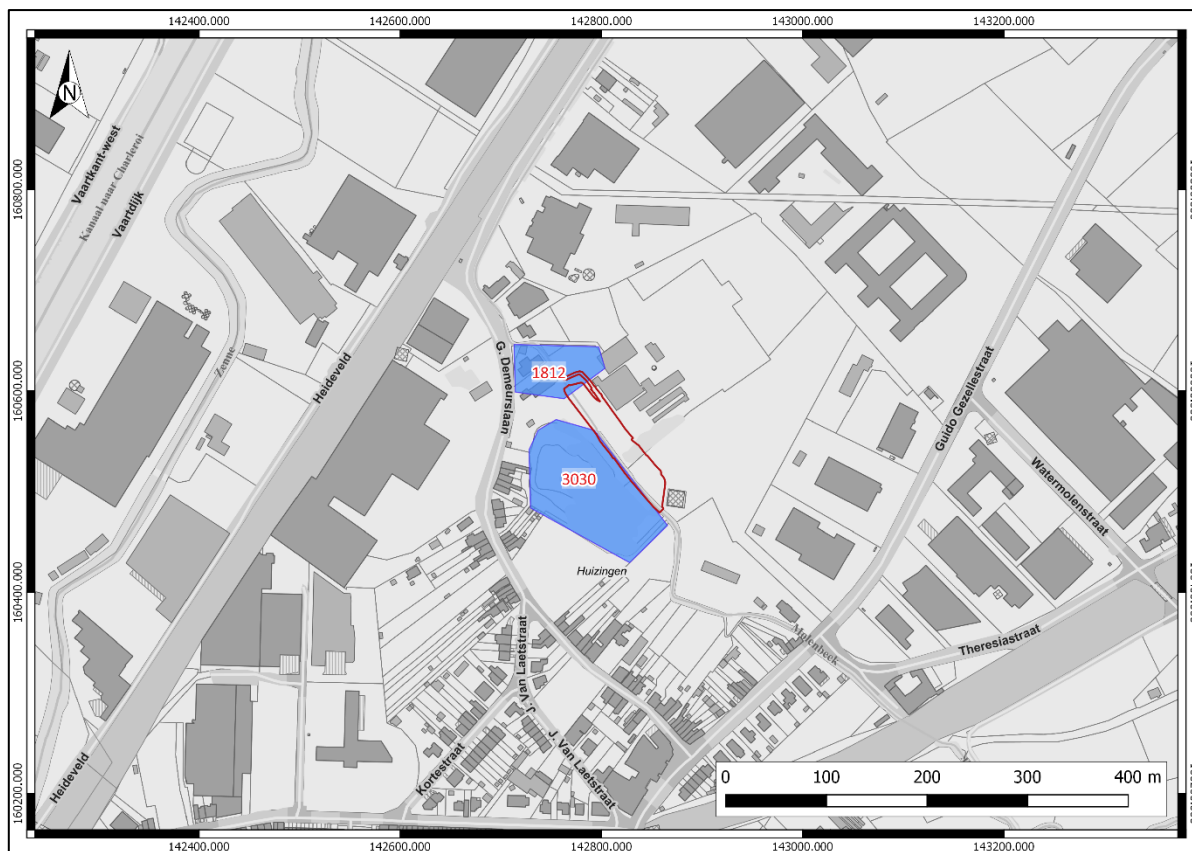 142400.000 142600.000 142800.000 143000.000 143200.000
N
Vaartkant-west
Kanaal naar Charleroi
Vaartdijk
160800.000
Zenne
Heideveld
G. Demeurslaan
1812
160600.000
Guido Gezellestraat
Watermolenstraat
3030
Huizingen
160400.000
Molenbeek
Theresiastraat
J. Van Laetstraat
J. Van Laetstraat
Kortestraat
Heideveld
160200.000
0 100 200 300 400 m
142400.000 142600.000 142800.000 143000.000 143200.000